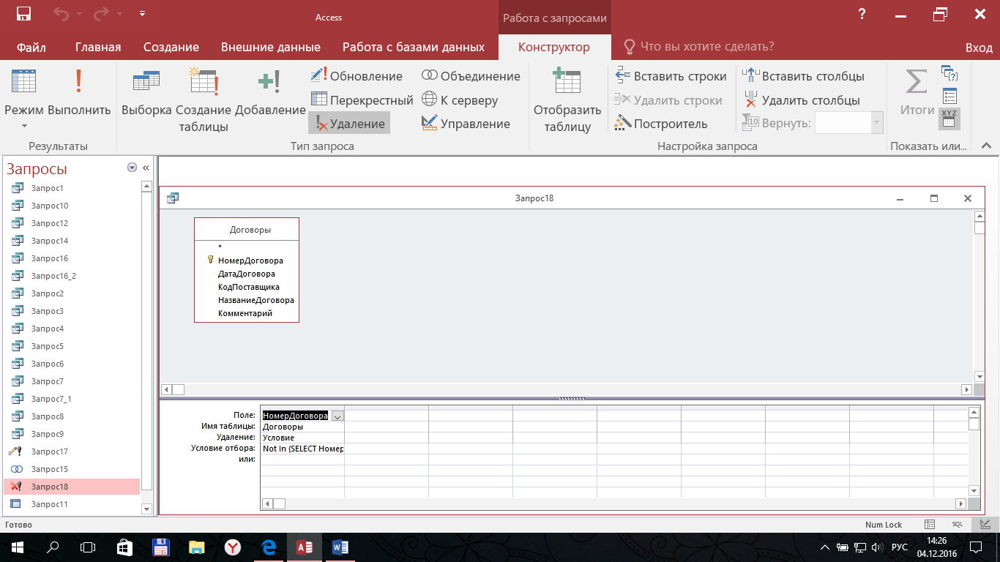 Access
Работа с запросами
?
Файл
Главная
Создание
Внешние данные
Работа с базами данных
Конструктор
Что вы хотите сделать?
Вход
Режим
Выполнить
Результаты
Выборка
Создание таблицы
Добавление
Обновление
Перекрестный
Удаление
Объединение
К серверу
Управление
Тип запроса
Отобразить таблицу
Вставить строки
Удалить строки
Построитель
Вставить столбцы
Удалить столбцы
Вернуть:
Настройка запроса
Итоги
XYZ
Показать или...
Запросы
«
Запрос1
Запрос10
Запрос12
Запрос14
Запрос16
Запрос16_2
Запрос2
Запрос3
Запрос4
Запрос5
Запрос6
Запрос7
Запрос7_1
Запрос8
Запрос9
Запрос17
Запрос15
Запрос18
Запрос11
Запрос18
Договоры
*
НомерДоговора
ДатаДоговора
КодПоставщика
НазваниеДоговора
Комментарий
Поле: НомерДоговора
Имя таблицы: Договоры
Удаление: Условие
Условие отбора: Not In (SELECT Номер
или:
Готово
Num Lock
SQL
РУС
14:26
04.12.2016